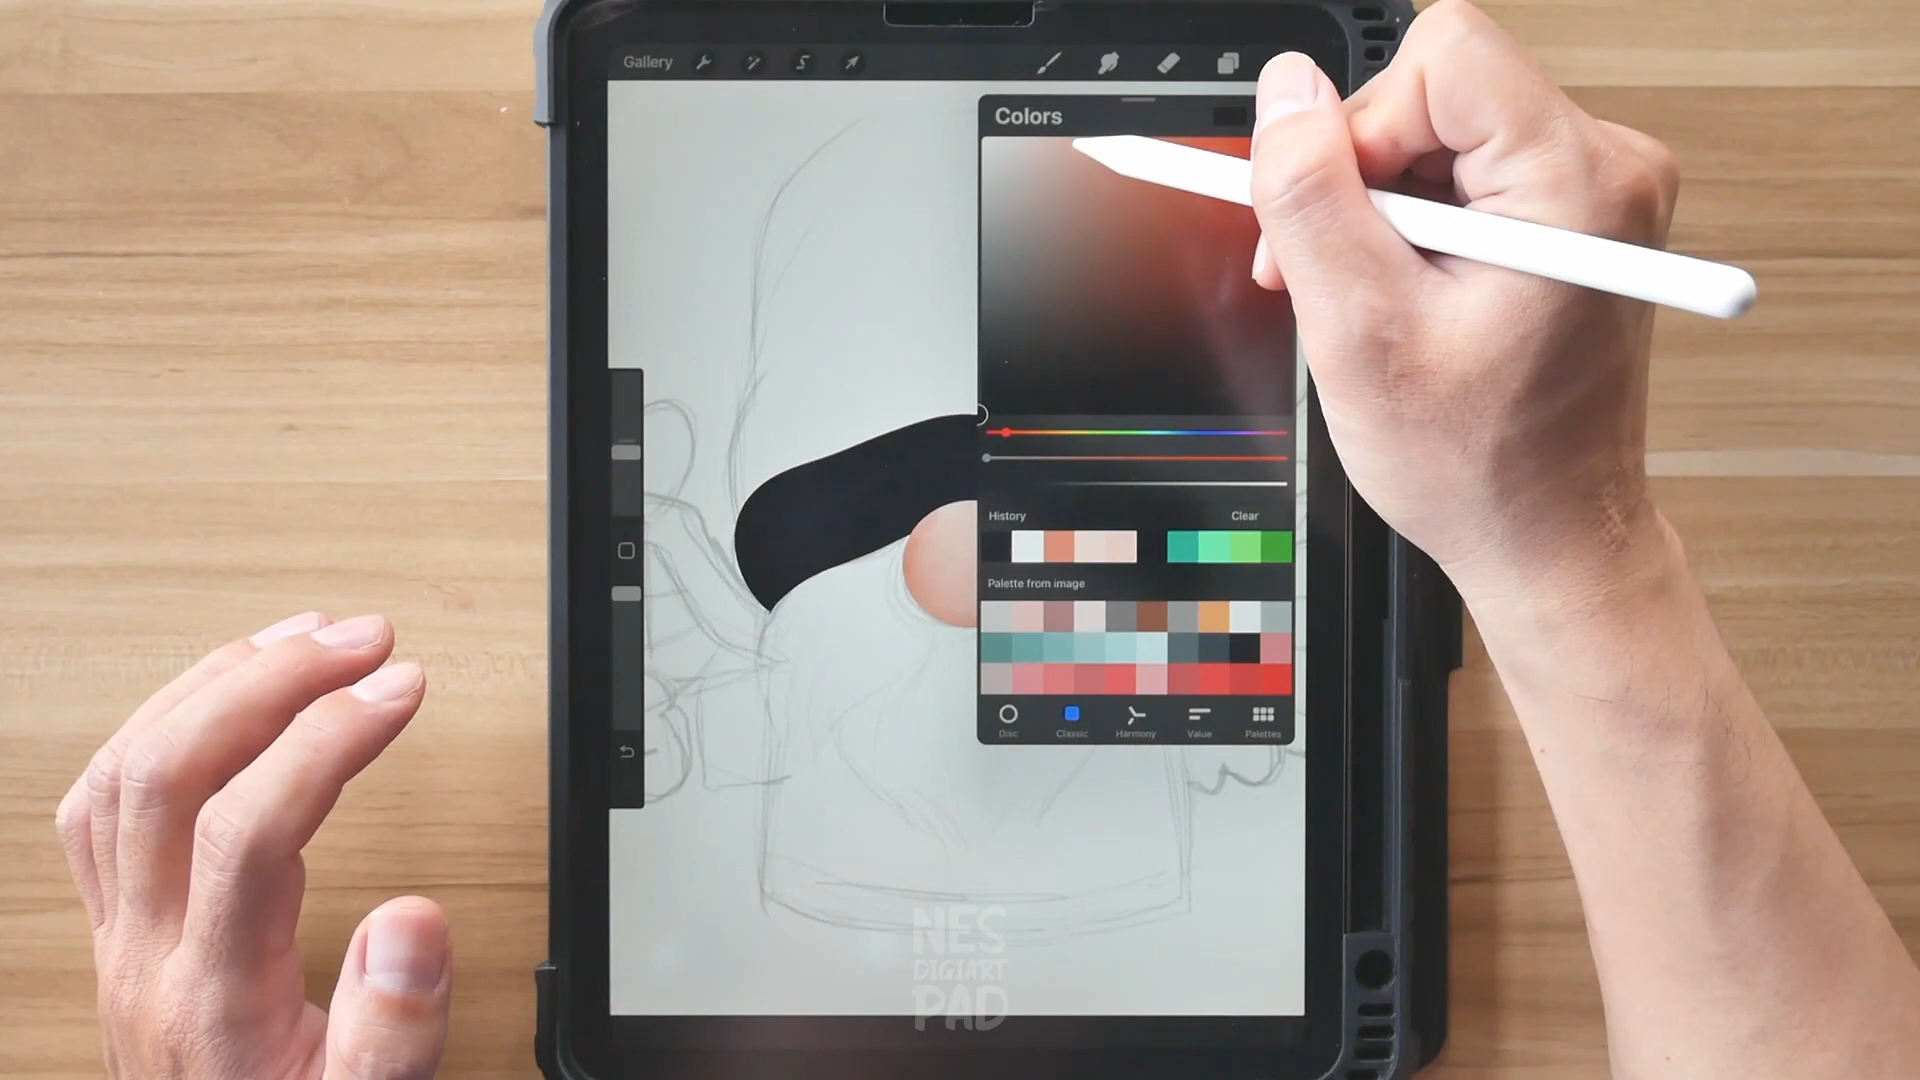 Gallery
Colors
History
Clear
Palette from image
Disc
Classic
Harmony
Value
Palettes
NES
DIGIART
PAD